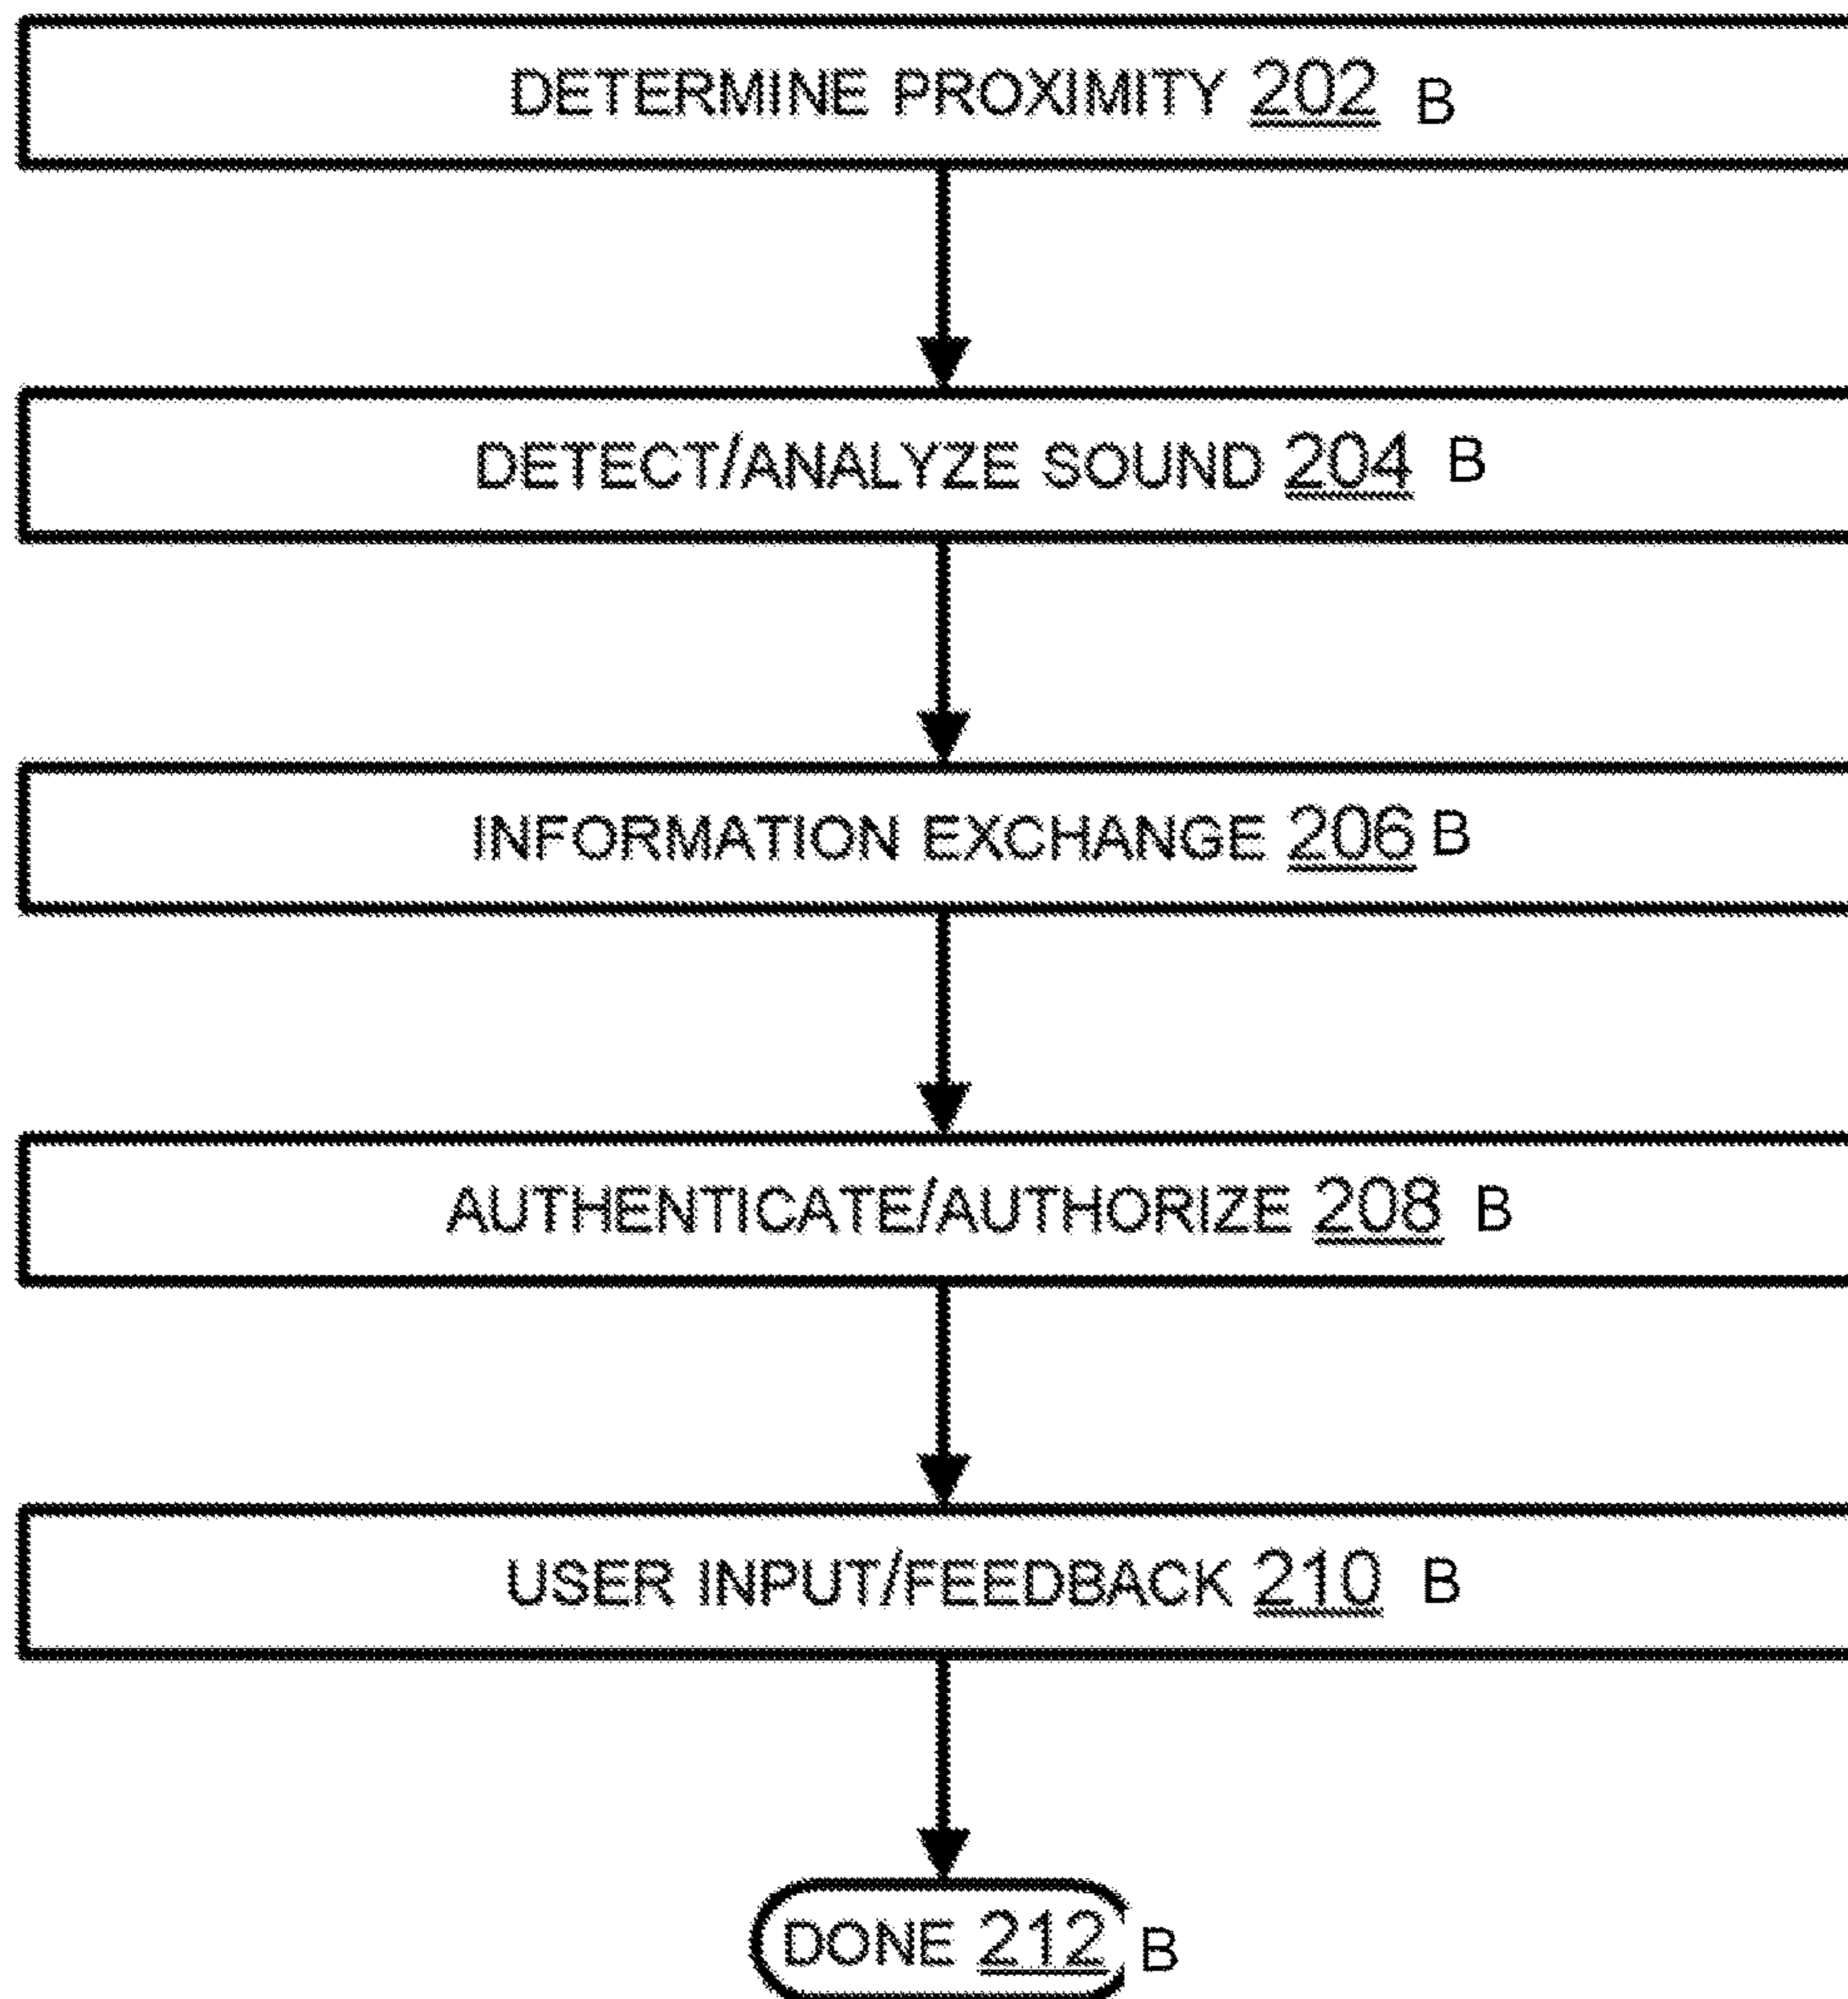 DETERMINE PROXIMITY 202 B
DETECT/ANALYZE SOUND 204 B
INFORMATION EXCHANGE 206 B
AUTHENTICATE/AUTHORIZE 208 B
USER INPUT/FEEDBACK 210 B
DONE 212 B